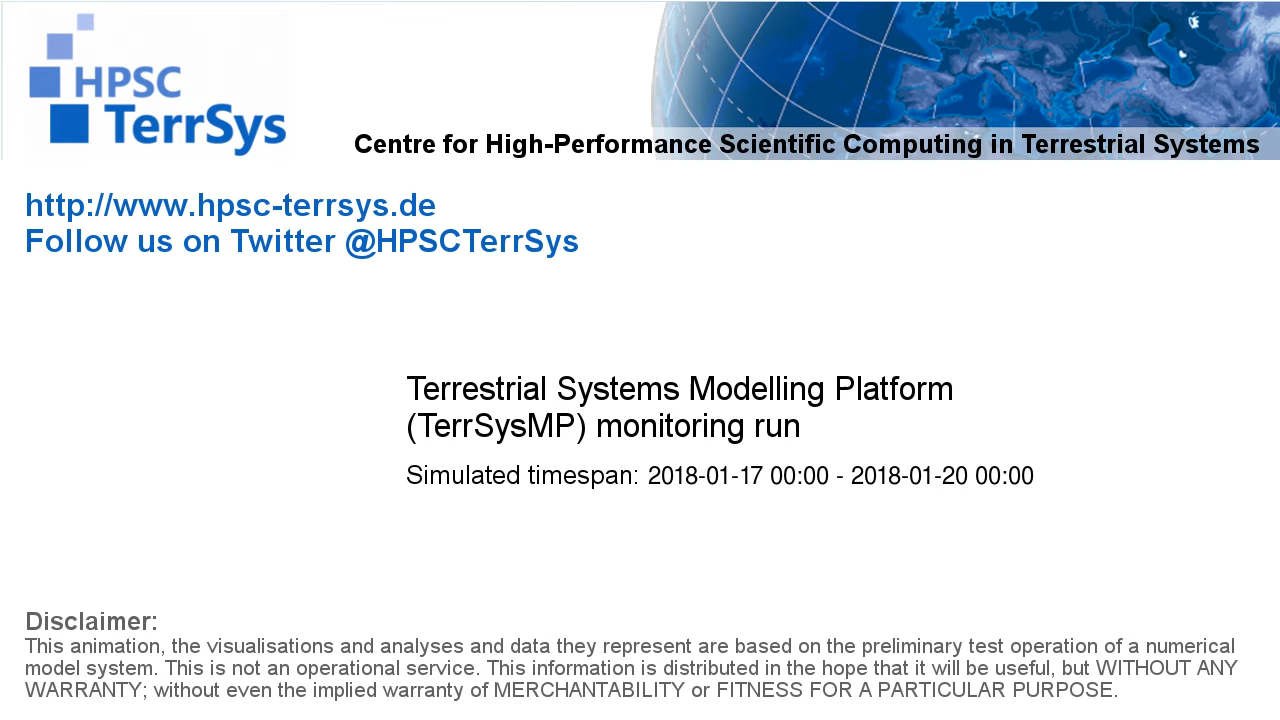 HPSC
TerrSys
Centre for High-Performance Scientific Computing in Terrestrial Systems
http://www.hpsc-terrsys.de
Follow us on Twitter @HPSCTerrSys
Terrestrial Systems Modelling Platform
(TerrSysMP) monitoring run
Simulated timespan: 2018-01-17 00:00 - 2018-01-20 00:00
Disclaimer:
This animation, the visualisations and analyses and data they represent are based on the preliminary test operation of a numerical
model system. This is not an operational service. This information is distributed in the hope that it will be useful, but WITHOUT ANY
WARRANTY; without even the implied warranty of MERCHANTABILITY or FITNESS FOR A PARTICULAR PURPOSE.